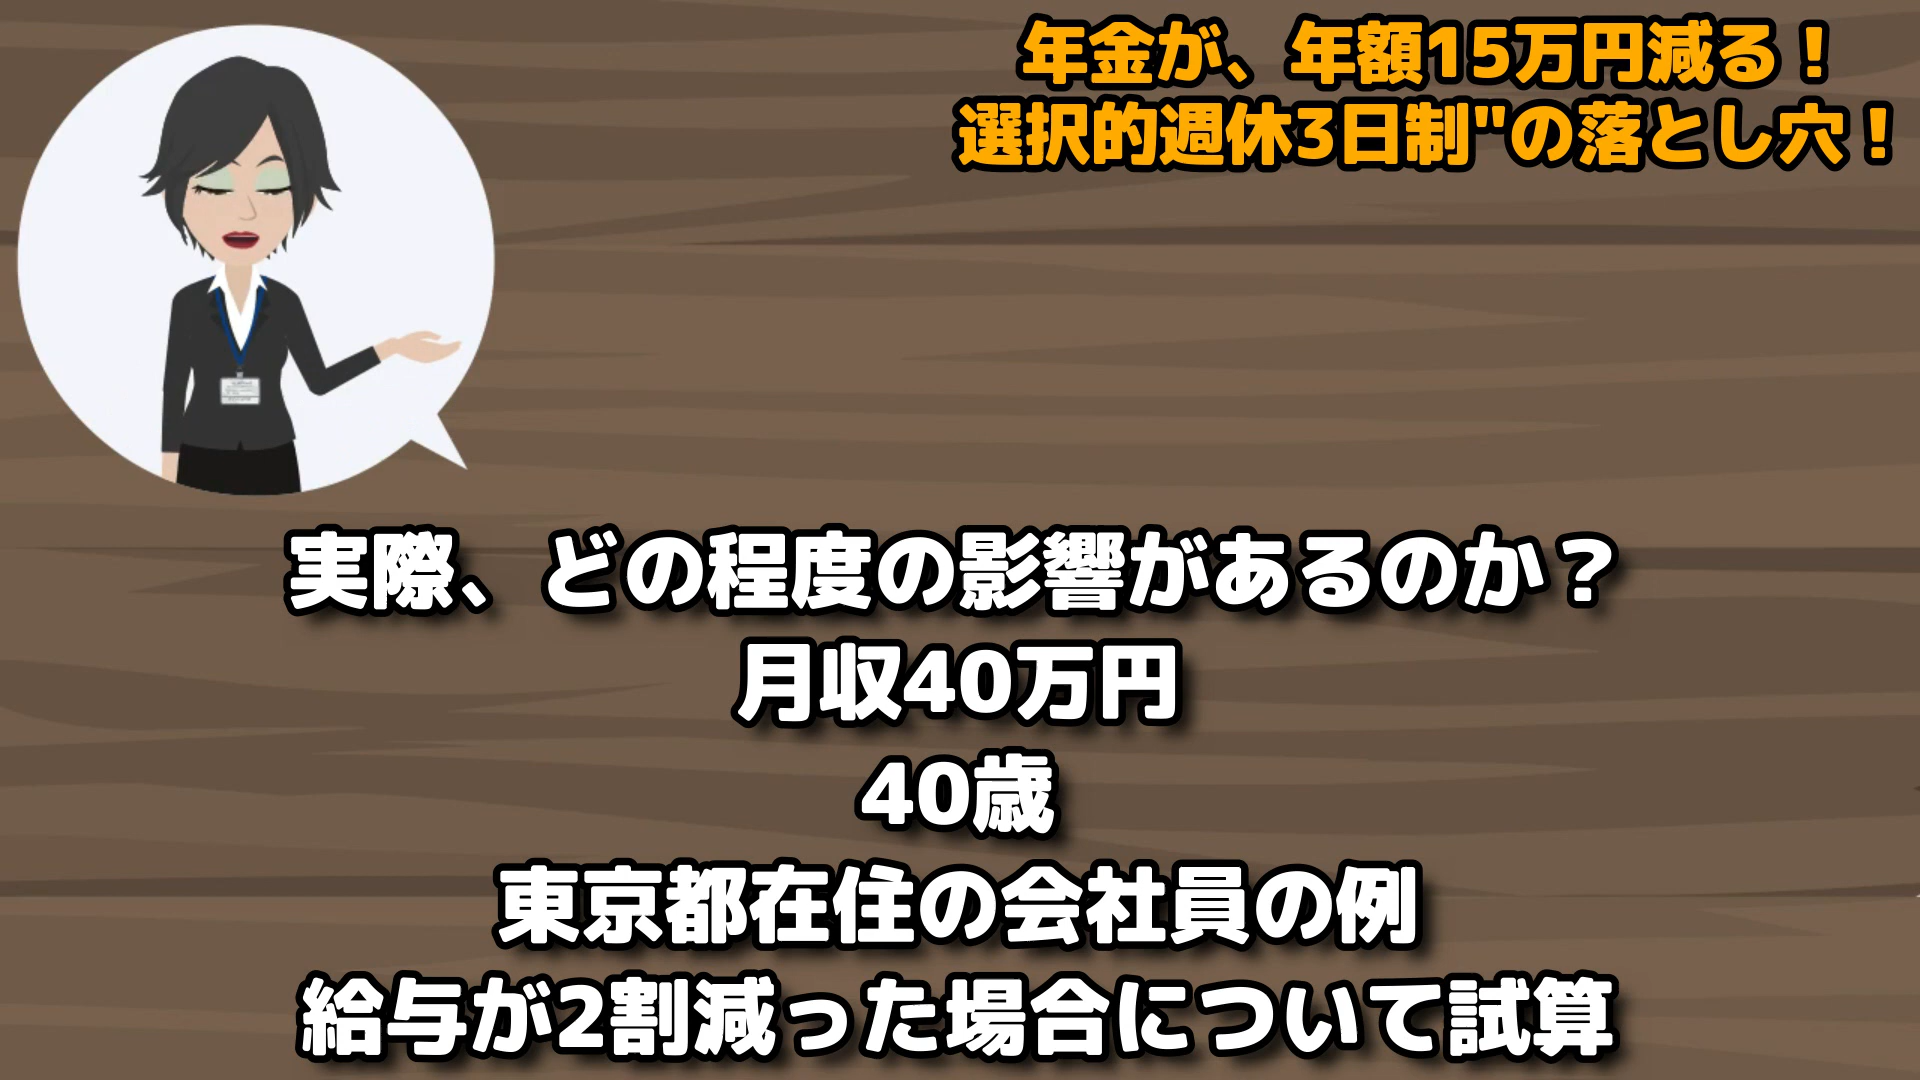 年金が、年額15万円減る！
選択的週休3日制"の落とし穴！
実際、どの程度の影響があるのか？
月収40万円
40歳
東京都在住の会社員の例
給与が2割減った場合について試算